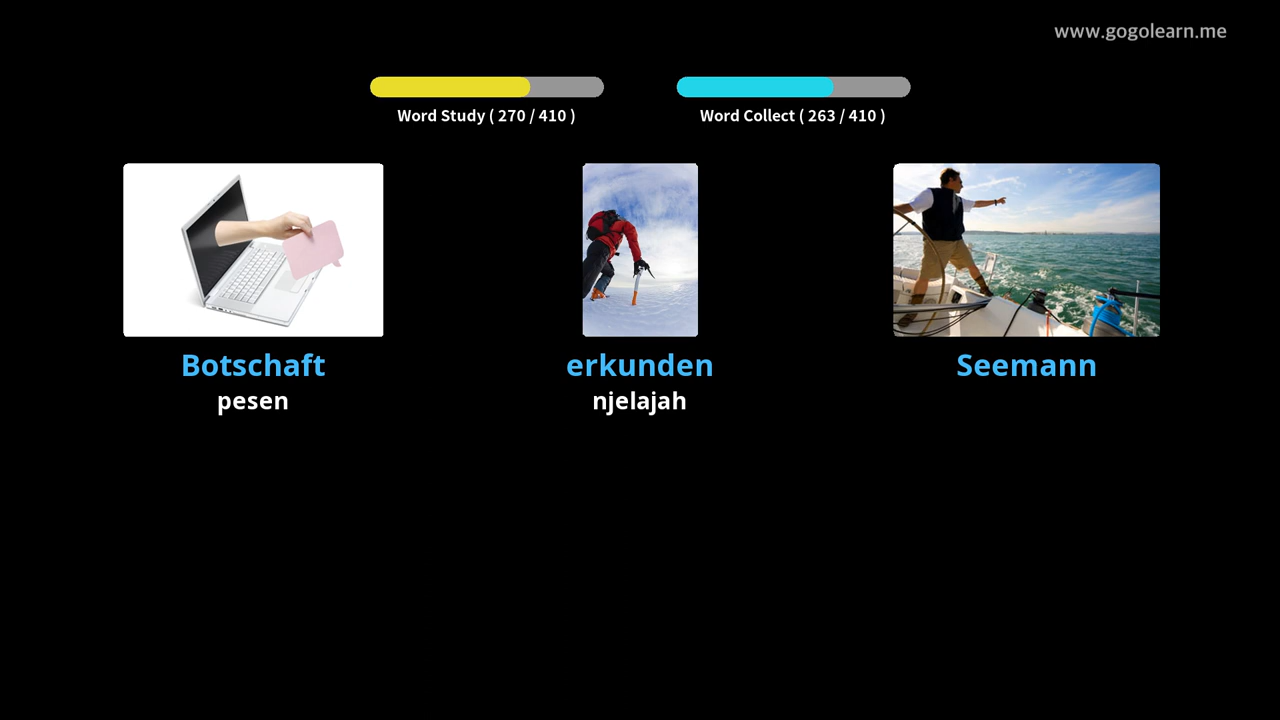 www.gogolearn.me
Word Study ( 270 / 410 )
Word Collect ( 263 / 410 )
Botschaft
pesen
erkunden
njelajah
Seemann